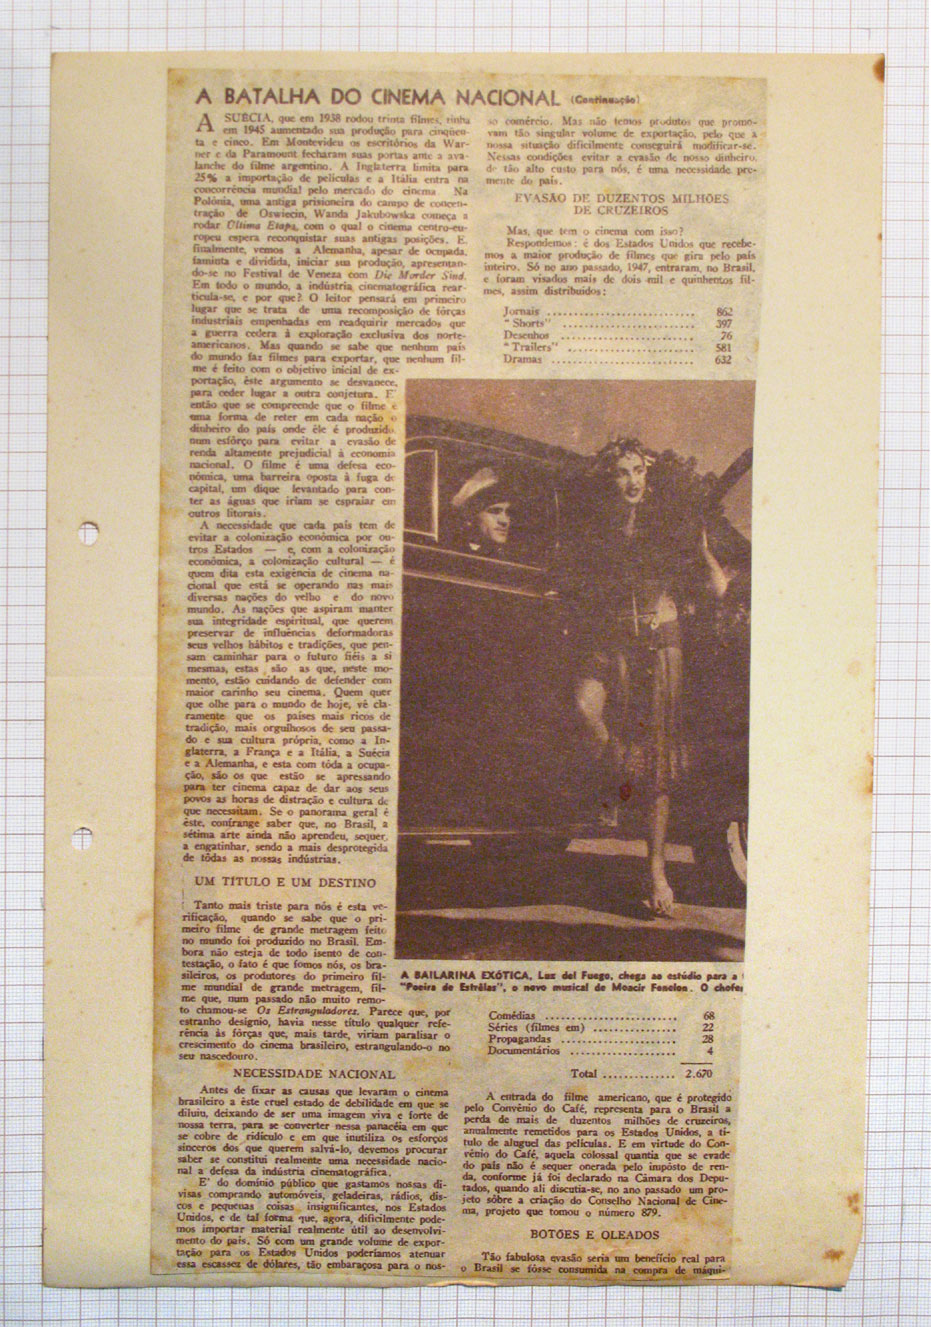 A BATALHA DO CINEMA NACIONAL (Continuação)
A SUÉCIA, que em 1938 rodou trinta filmes, tinha
em 1945 aumentado sua produção para cinqüen-
ta e cinco. Em Montevideu os escritórios da War-
ner e da Paramount fecharam suas portas ante a ava-
lanche do filme argentino. A Inglaterra limita para
25% a importação de películas e a Itália entra na
concorrência mundial pelo mercado do cinema. Na
Polônia, uma antiga prisioneira do campo de concen-
tração de Oswiecin, Wanda Jakubowska começa a
rodar Última Etapa, com o qual o cinema centro-eu-
ropeu espera reconquistar suas antigas posições. E,
finalmente, vemos a Alemanha, apesar de ocupada,
faminta e dividida, iniciar sua produção, apresentan-
do-se no Festival de Veneza com Die Morder Sind.
Em todo o mundo, a indústria cinematográfica rear-
ticula-se, e por que? O leitor pensará em primeiro
lugar que se trata de uma recomposição de fôrças
industriais empenhadas em readquirir mercados que
a guerra cedera à exploração exclusiva dos norte-
americanos. Mas quando se sabe que nenhum país
do mundo faz filmes para exportar, que nenhum fil-
me é feito com o objetivo inicial de ex-
portação, êste argumento se desvanece,
para ceder lugar a outra conjetura. E'
então que se compreende que o filme é
uma forma de reter em cada nação o
dinheiro do país onde êle é produzido,
num esfôrço para evitar a evasão de
renda altamente prejudicial à economia
nacional. O filme é uma defesa eco-
nômica, uma barreira oposta à fuga de
capital, um dique levantado para con-
ter as águas que iriam se espraiar em
outros litorais.
A necessidade que cada país tem de
evitar a colonização econômica por ou-
tros Estados — e, com a colonização
econômica, a colonização cultural — é
quem dita esta exigência de cinema na-
cional que está se operando nas mais
diversas nações do velho e do novo
mundo. As nações que aspiram manter
sua integridade espiritual, que querem
preservar de influências deformadoras
seus velhos hábitos e tradições, que pen-
sam caminhar para o futuro fiéis a si
mesmas, estas são as que, nêste mo-
mento, estão cuidando de defender com
maior carinho seu cinema. Quem quer
que olhe para o mundo de hoje, vê cla-
ramente que os países mais ricos de
tradição, mais orgulhosos de seu passa-
do e sua cultura própria, como a In-
glaterra, a França e a Itália, a Suécia
e a Alemanha, e esta com tôda a ocupa-
ção, são os que estão se apressando
para ter cinema capaz de dar aos seus
povos as horas de distração e cultura de
que necessitam. Se o panorama geral é
êste, confrange saber que, no Brasil, a
sétima arte ainda não aprendeu, sequer,
a engatinhar, sendo a mais desprotegida
de tôdas as nossas indústrias.
UM TÍTULO E UM DESTINO
Tanto mais triste para nós é esta ve-
rificação, quando se sabe que o pri-
meiro filme de grande metragem feito
no mundo foi produzido no Brasil. Em-
bora não esteja de todo isento de con-
testação, o fato é que fomos nós, os bra-
sileiros, os produtores do primeiro fil-
me mundial de grande metragem, fil-
me que, num passado não muito remo-
to chamou-se Os Estranguladores. Parece que, por
estranho desígnio, havia nesse título qualquer refe-
rência às fôrças que, mais tarde, viriam paralisar o
crescimento do cinema brasileiro, estrangulando-o no
seu nascedouro.
NECESSIDADE NACIONAL
Antes de fixar as causas que levaram o cinema
brasileiro a êste cruel estado de debilidade em que se
diluiu, deixando de ser uma imagem viva e forte de
nossa terra, para se converter nessa panacéia em que
se cobre de ridículo e em que inutiliza os esforços
sinceros dos que querem salvá-lo, devemos procurar
saber se constitui realmente uma necessidade nacio-
nal a defesa da indústria cinematográfica.
E' do domínio público que gastamos nossas di-
visas comprando automóveis, geladeiras, rádios, dis-
cos e pequenas coisas insignificantes, nos Estados
Unidos, e de tal forma que, agora, dificilmente pode-
mos importar material realmente útil ao desenvolvi-
mento do país. Só com um grande volume de expor-
tação para os Estados Unidos poderíamos atenuar
essa escassez de dólares, tão embaraçosa para o nos-
so comércio. Mas não temos produtos que promo-
vam tão singular volume de exportação, pelo que a
nossa situação dificilmente conseguirá modificar-se.
Nessas condições evitar a evasão de nosso dinheiro,
de tão alto custo para nós, é uma necessidade pre-
mente do país.
EVASÃO DE DUZENTOS MILHÕES
DE CRUZEIROS
Mas, que tem o cinema com isso?
Respondemos: é dos Estados Unidos que recebe-
mos a maior produção de filmes que gira pelo país
inteiro. Só no ano passado, 1947, entraram, no Brasil,
e foram visados mais de dois mil e quinhentos fil-
mes, assim distribuidos:
Jornais ........................... 862
"Shorts" ........................ 397
Desenhos ........................ 76
"Trailers" ....................... 581
Dramas ........................... 632
A BAILARINA EXÓTICA, Luz del Fuego, chega ao estúdio para a
"Poeira de Estrêlas", o novo musical de Moacir Fenelon. O chofer
Comédias ........................ 68
Séries (filmes em) ............... 22
Propagandas ..................... 28
Documentários ................... 4
Total .............. 2.670
A entrada do filme americano, que é protegido
pelo Convênio do Café, representa para o Brasil a
perda de mais de duzentos milhões de cruzeiros,
anualmente remetidos para os Estados Unidos, a tí-
tulo de aluguel das películas. E em virtude do Con-
vênio do Café, aquela colossal quantia que se evade
do país não é sequer onerada pelo impôsto de ren-
da, conforme já foi declarado na Câmara dos Depu-
tados, quando ali discutia-se, no ano passado um pro-
jeto sôbre a criação do Conselho Nacional de Cine-
ma, projeto que tomou o número 879.
BOTÕES E OLEADOS
Tão fabulosa evasão seria um benefício real para
o Brasil se fôsse consumida na compra de máqui-